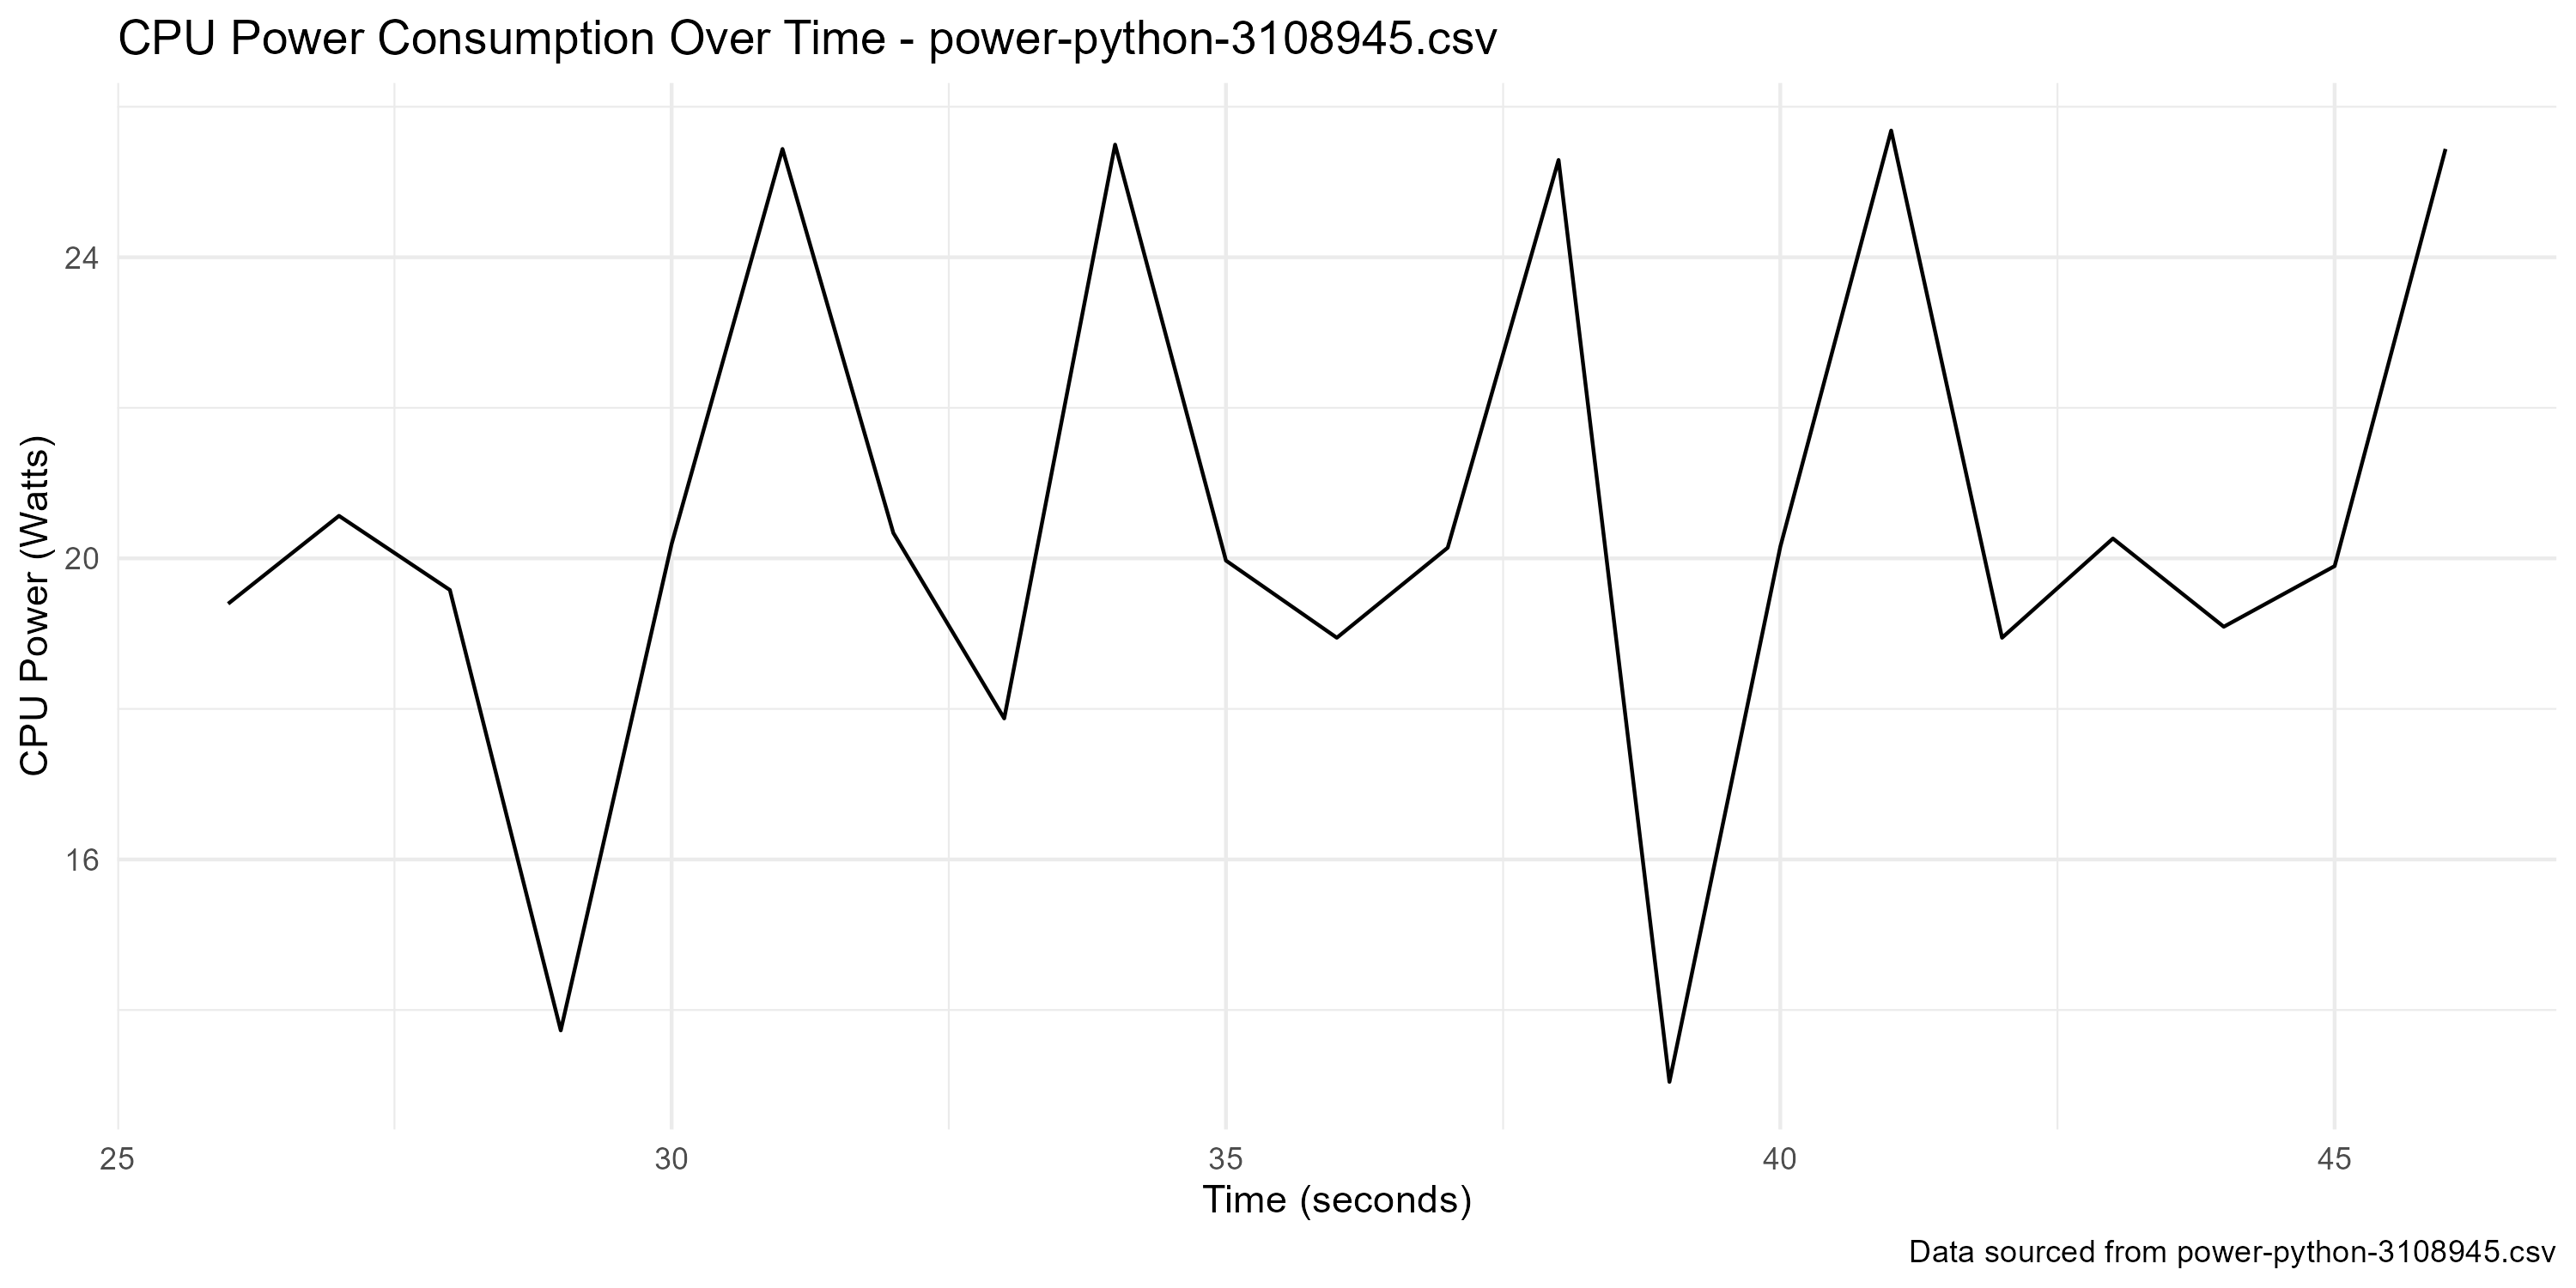 CPU Power Consumption Over Time - power-python-3108945.csv
CPU Power (Watts)
24
20
16
25 30 35 40 45
Time (seconds)
Data sourced from power-python-3108945.csv